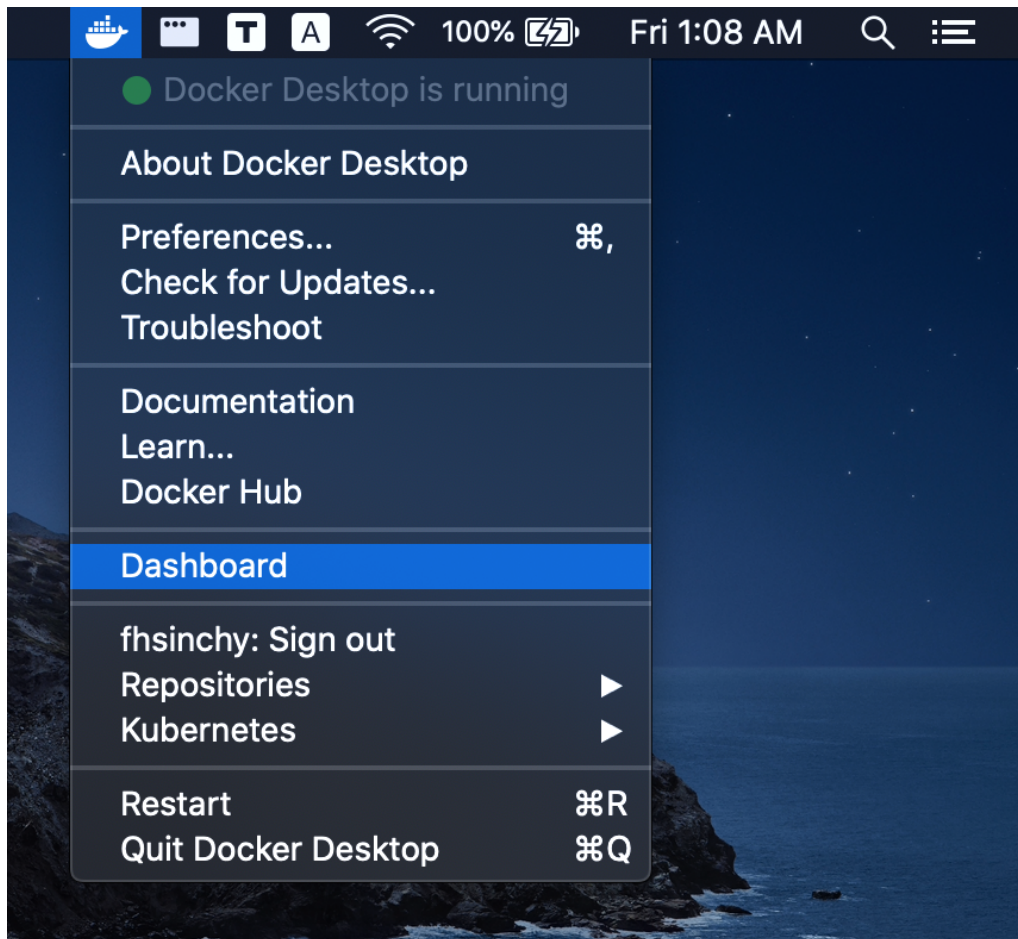 T A 100% Fri 1:08 AM
Docker Desktop is running
About Docker Desktop
Preferences... ⌘,
Check for Updates...
Troubleshoot
Documentation
Learn...
Docker Hub
Dashboard
fhsinchy: Sign out
Repositories ▶
Kubernetes ▶
Restart ⌘R
Quit Docker Desktop ⌘Q